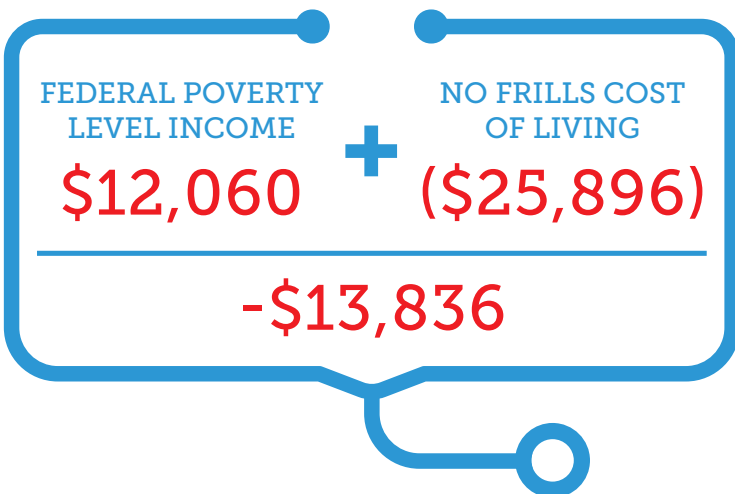 FEDERAL POVERTY
LEVEL INCOME
$12,060
+
NO FRILLS COST
OF LIVING
($25,896)
-$13,836